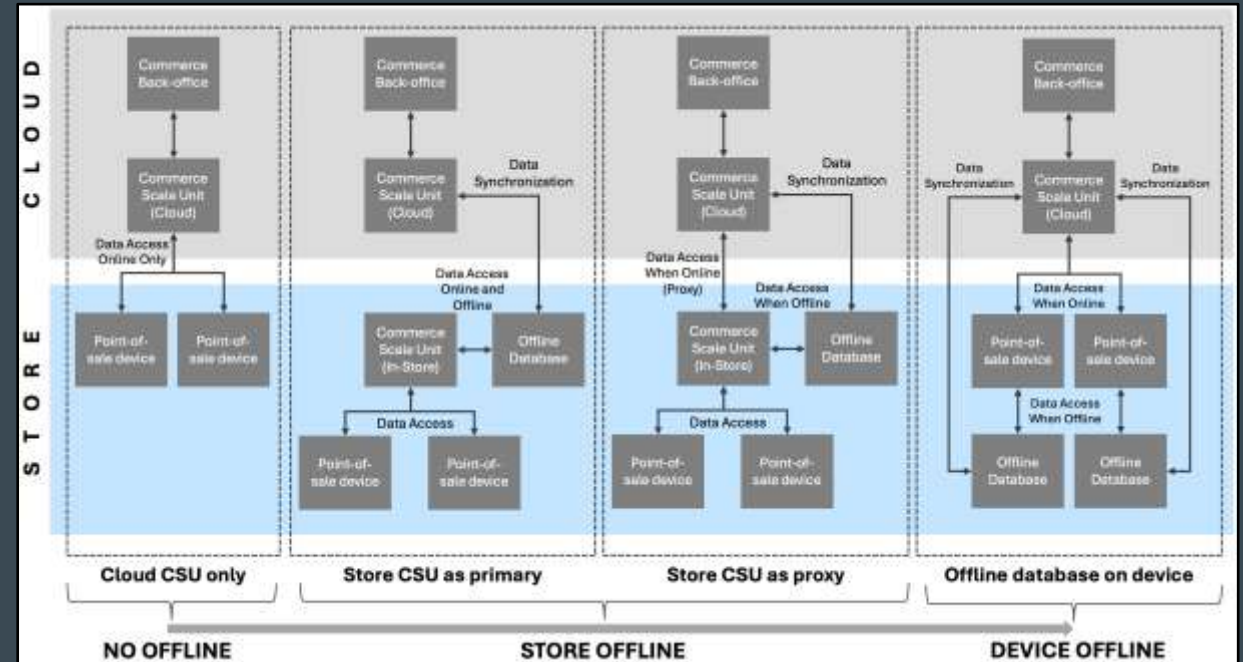 CLOUD
STORE
Commerce
Back-office
Commerce
Scale Unit
(Cloud)
Data Access
Online Only
Point-of-
sale device
Point-of-
sale device
Cloud CSU only
Commerce
Back-office
Commerce
Scale Unit
(Cloud)
Data
Synchronization
Data Access
Online and
Offline
Commerce
Scale Unit
(In-Store)
Offline
Database
Data Access
Point-of-
sale device
Point-of-
sale device
Store CSU as primary
Commerce
Back-office
Commerce
Scale Unit
(Cloud)
Data
Synchronization
Data Access
When Online
(Proxy)
Data Access
When Offline
Commerce
Scale Unit
(In-Store)
Offline
Database
Data Access
Point-of-
sale device
Point-of-
sale device
Store CSU as proxy
Commerce
Back-office
Data
Synchronization
Commerce
Scale Unit
(Cloud)
Data
Synchronization
Data Access
When Online
Point-of-
sale device
Point-of-
sale device
Data Access
When Offline
Offline
Database
Offline
Database
Offline database on device
NO OFFLINE
STORE OFFLINE
DEVICE OFFLINE